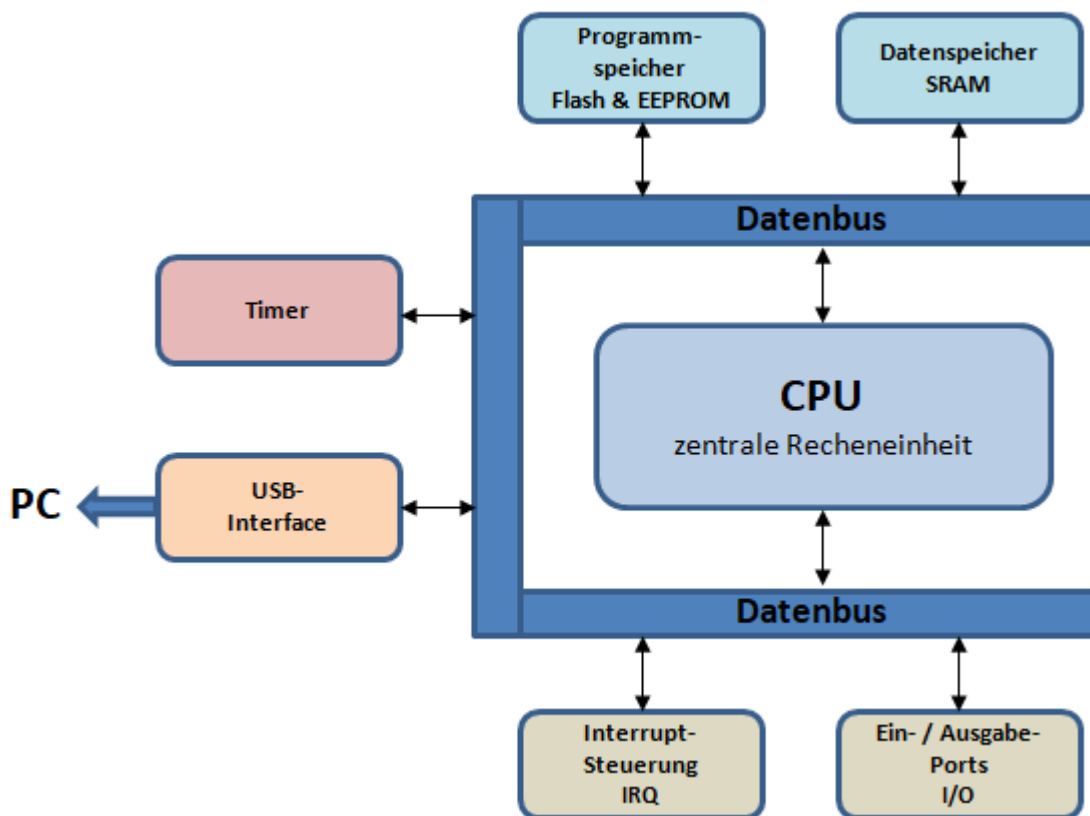 Programm-
speicher
Flash & EEPROM
Datenspeicher
SRAM
Datenbus
Timer
CPU
zentrale Recheneinheit
PC
USB-
Interface
Datenbus
Interrupt-
Steuerung
IRQ
Ein- / Ausgabe-
Ports
I/O